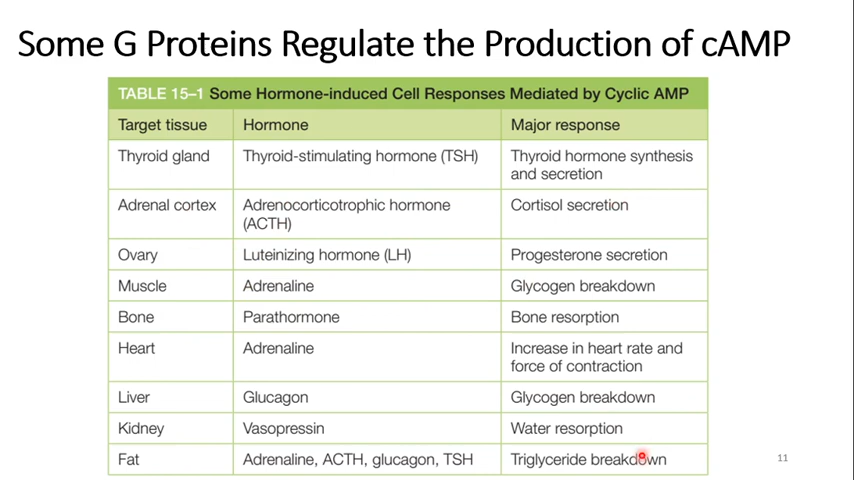 Some G Proteins Regulate the Production of cAMP
TABLE 15–1 Some Hormone-induced Cell Responses Mediated by Cyclic AMP
Target tissue Hormone Major response
Thyroid gland Thyroid-stimulating hormone (TSH) Thyroid hormone synthesis
and secretion
Adrenal cortex Adrenocorticotrophic hormone Cortisol secretion
(ACTH)
Ovary Luteinizing hormone (LH) Progesterone secretion
Muscle Adrenaline Glycogen breakdown
Bone Parathormone Bone resorption
Heart Adrenaline Increase in heart rate and
force of contraction
Liver Glucagon Glycogen breakdown
Kidney Vasopressin Water resorption
Fat Adrenaline, ACTH, glucagon, TSH Triglyceride breakdown
11